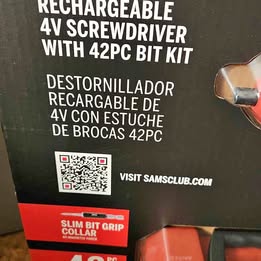 RECHARGEABLE
4V SCREWDRIVER
WITH 42PC BIT KIT
DESTORNILLADOR
RECARGABLE DE
4V CON ESTUCHE
DE BROCAS 42PC
VISIT SAMSCLUB.COM
SLIM BIT GRIP
COLLAR
PC